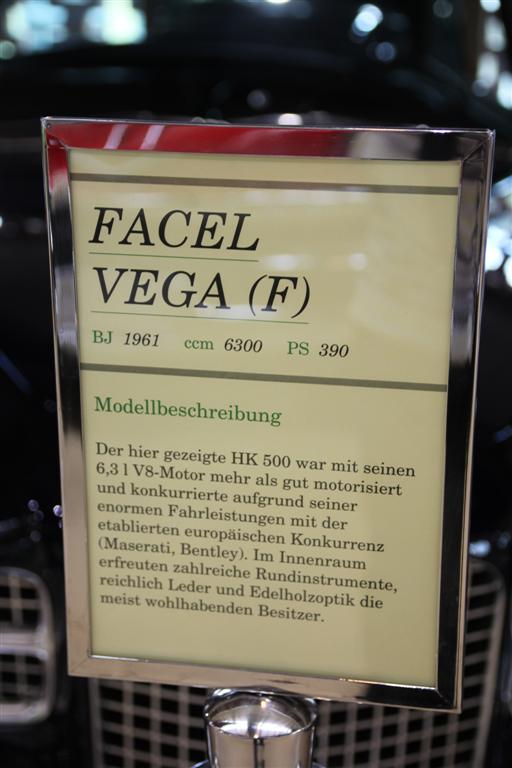 FACEL
VEGA (F)
BJ 1961 ccm 6300 PS 390
Modellbeschreibung
Der hier gezeigte HK 500 war mit seinen
6,3 l V8-Motor mehr als gut motorisiert
und konkurrierte aufgrund seiner
enormen Fahrleistungen mit der
etablierten europäischen Konkurrenz
(Maserati, Bentley). Im Innenraum
erfreuten zahlreiche Rundinstrumente,
reichlich Leder und Edelholzoptik die
meist wohlhabenden Besitzer.